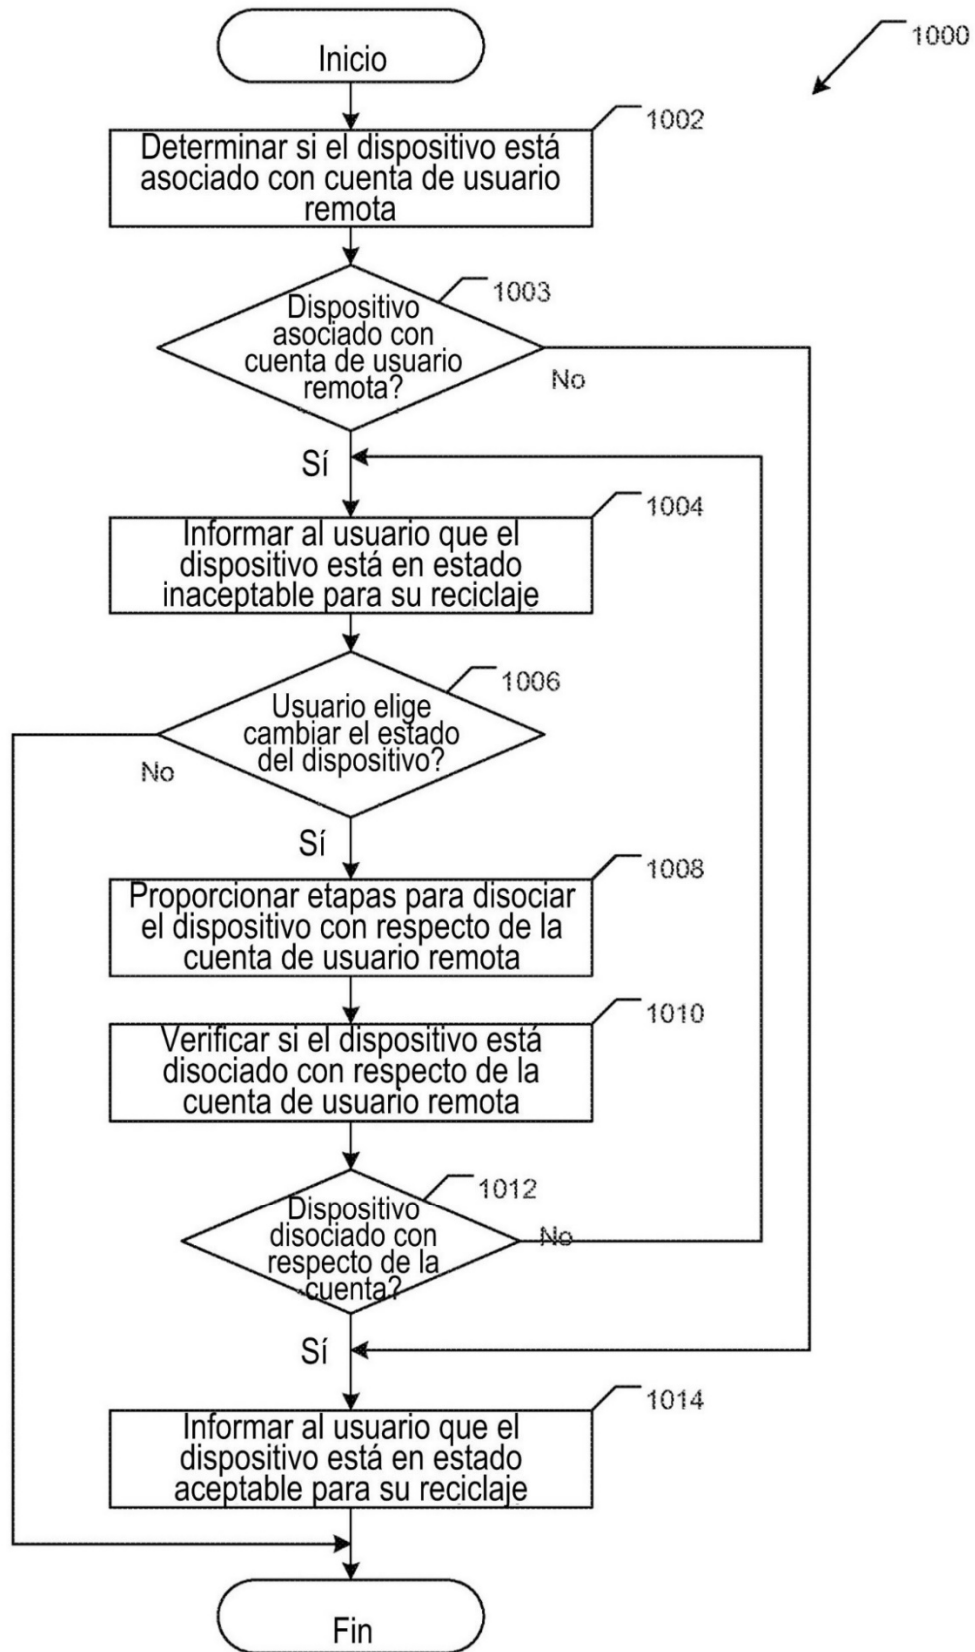 Inicio
1000
1002
Determinar si el dispositivo está
asociado con cuenta de usuario
remota
1003
Dispositivo
asociado con
cuenta de usuario
remota?
No
Sí
1004
Informar al usuario que el
dispositivo está en estado
inaceptable para su reciclaje
1006
Usuario elige
cambiar el estado
del dispositivo?
No
Sí
1008
Proporcionar etapas para disociar
el dispositivo con respecto de la
cuenta de usuario remota
1010
Verificar si el dispositivo está
disociado con respecto de la
cuenta de usuario remota
1012
Dispositivo
disociado con
respecto de la
cuenta?
No
Sí
1014
Informar al usuario que el
dispositivo está en estado
aceptable para su reciclaje
Fin